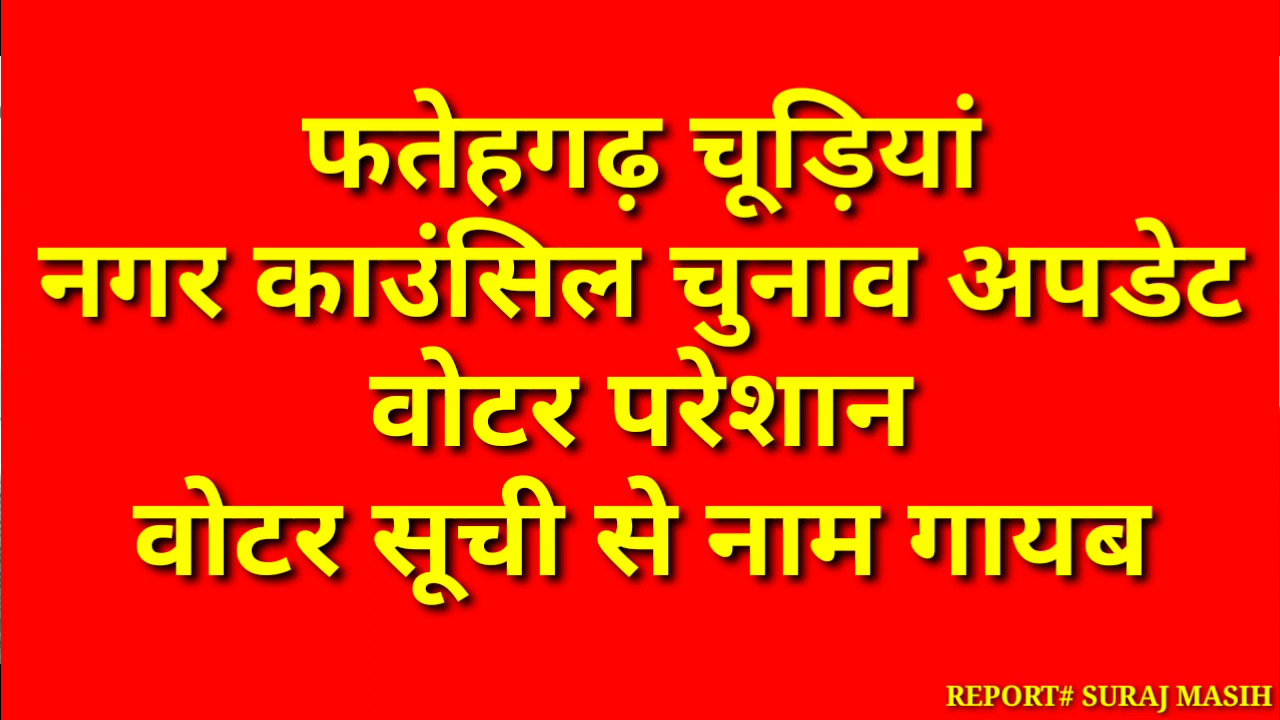 फतेहगढ़ चूड़ियां
नगर काउंसिल चुनाव अपडेट
वोटर परेशान
वोटर सूची से नाम गायब
REPORT# SURAJ MASIH